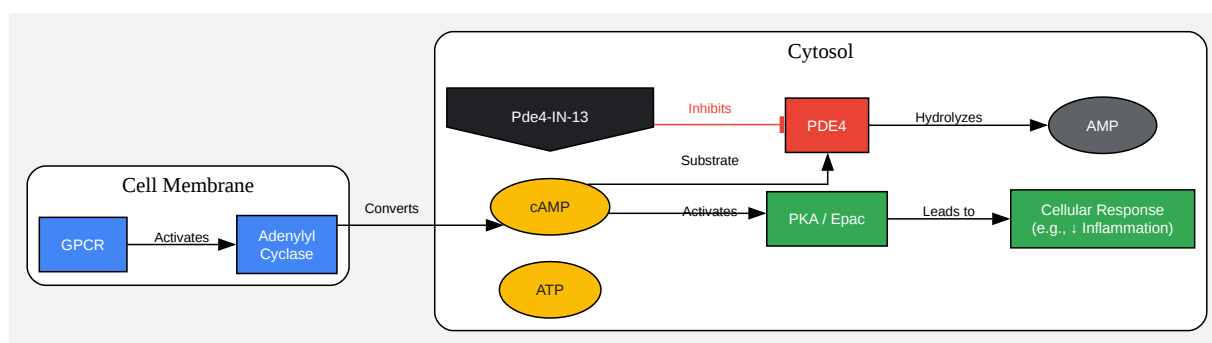 Cytosol
Pde4-IN-13
Inhibits
PDE4
Hydrolyzes
AMP
Substrate
Cell Membrane
Converts
cAMP
Activates
PKA / Epac
Leads to
Cellular Response
(e.g., ↓ Inflammation)
GPCR
Activates
Adenylyl
Cyclase
ATP